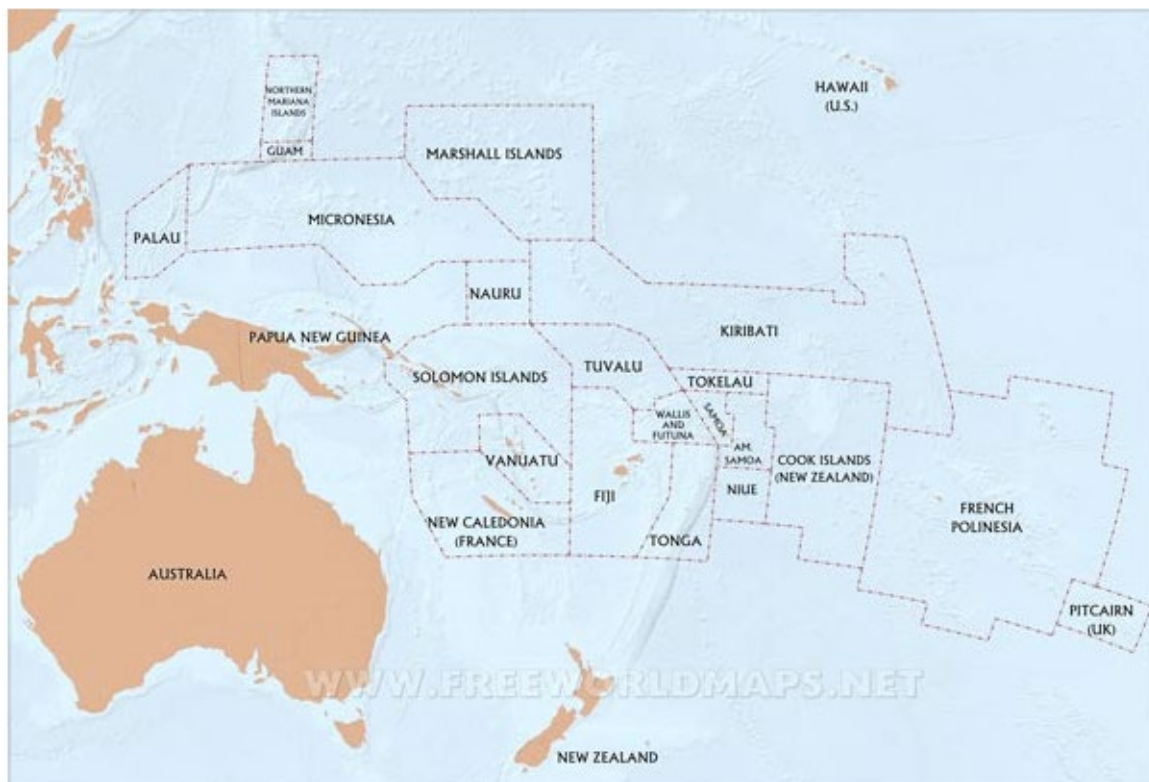 HAWAII
(U.S.)
NORTHERN
MARIANA
ISLANDS
GUAM
MARSHALL ISLANDS
MICRONESIA
PALAU
NAURU
KIRIBATI
PAPUA NEW GUINEA
TUVALU
SOLOMON ISLANDS
TOKELAU
SAMOA
WALLIS
AND
FUTUNA
AM.
SAMOA
VANUATU
COOK ISLANDS
(NEW ZEALAND)
NIUE
FIJI
FRENCH
POLINESIA
NEW CALEDONIA
(FRANCE)
TONGA
AUSTRALIA
PITCAIRN
(UK)
WWW.FREEWORLDMAPS.NET
NEW ZEALAND